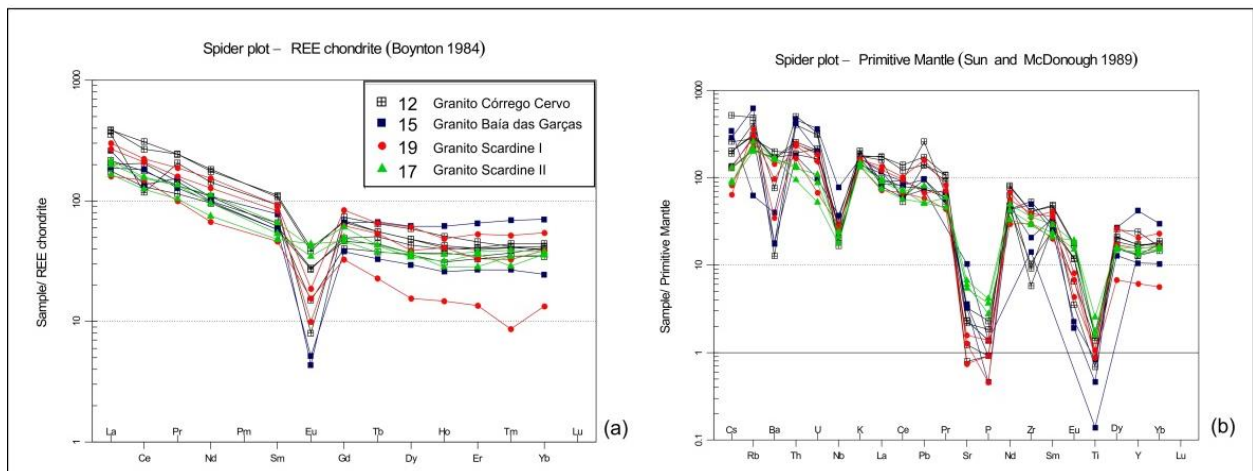 Spider plot – REE chondrite (Boynton 1984)
Sample/ REE chondrite
1000
100
10
1
12 Granito Córrego Cervo
15 Granito Baía das Garças
19 Granito Scardine I
17 Granito Scardine II
La Pr Pm Eu Tb Ho Tm Lu
Ce Nd Sm Gd Dy Er Yb
(a)
Spider plot – Primitive Mantle (Sun and McDonough 1989)
Sample/ Primitive Mantle
1000
100
10
1
0.1
Cs Ba U K Ce Pr P Zr Eu Dy Yb
Rb Th Nb La Pb Sr Nd Sm Ti Y Lu
(b)